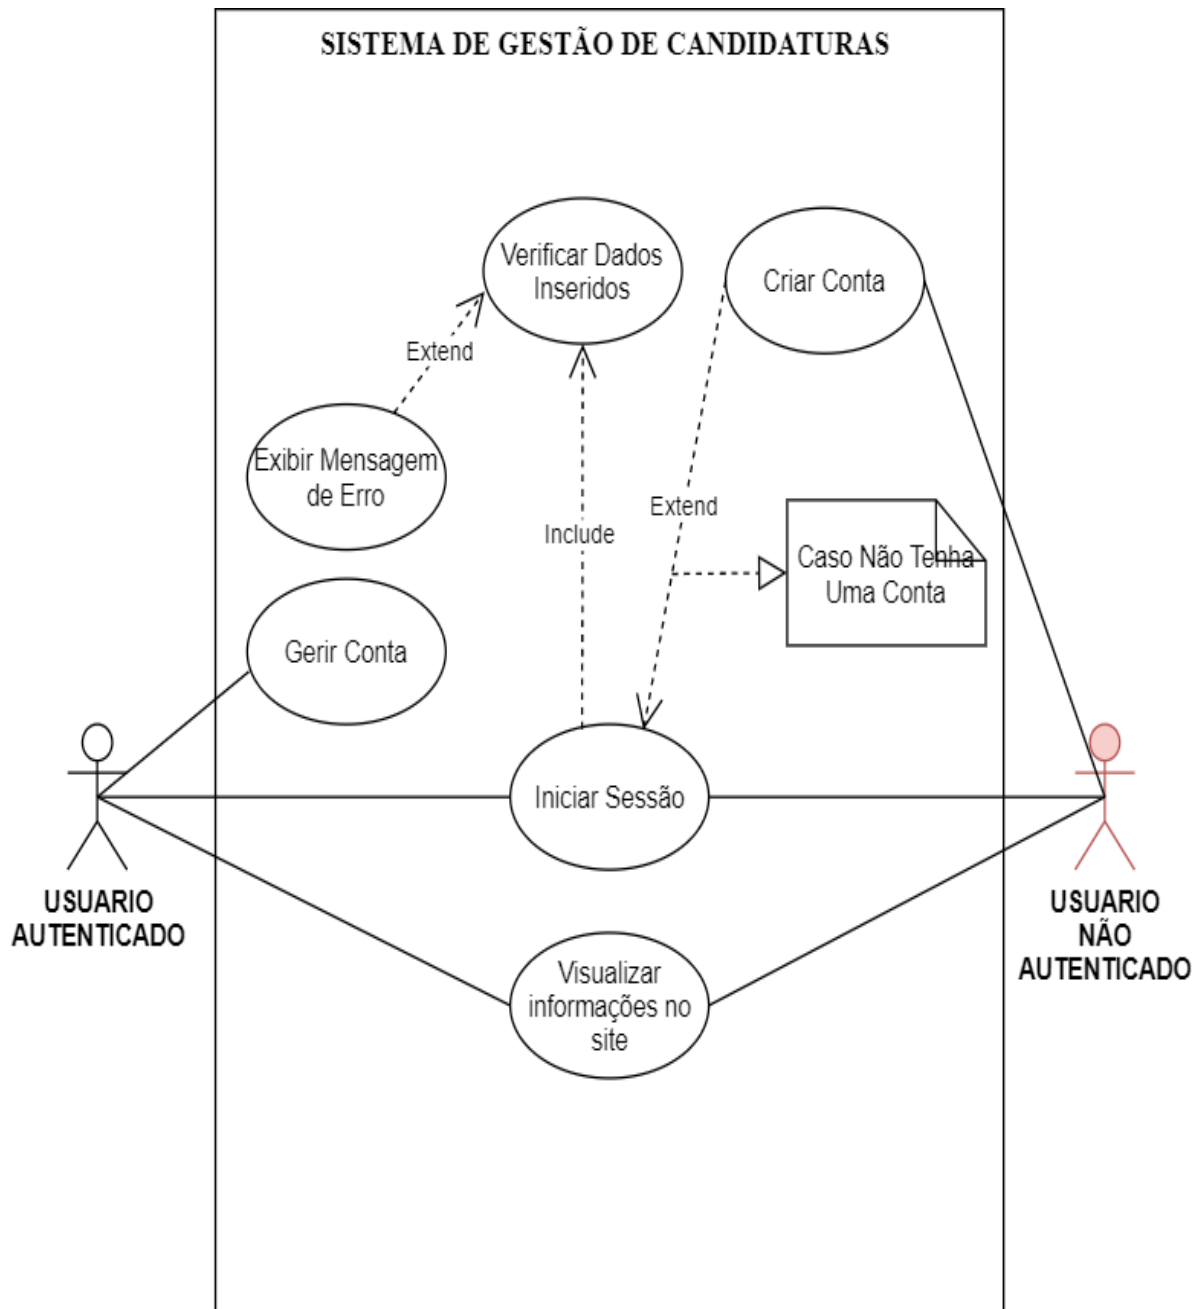 SISTEMA DE GESTÃO DE CANDIDATURAS
Verificar Dados
Inseridos
Criar Conta
Extend
Exibir Mensagem
de Erro
Extend
Include
Caso Não Tenha
Uma Conta
Gerir Conta
Iniciar Sessão
USUARIO
AUTENTICADO
USUARIO
NÃO
AUTENTICADO
Visualizar
informações no
site